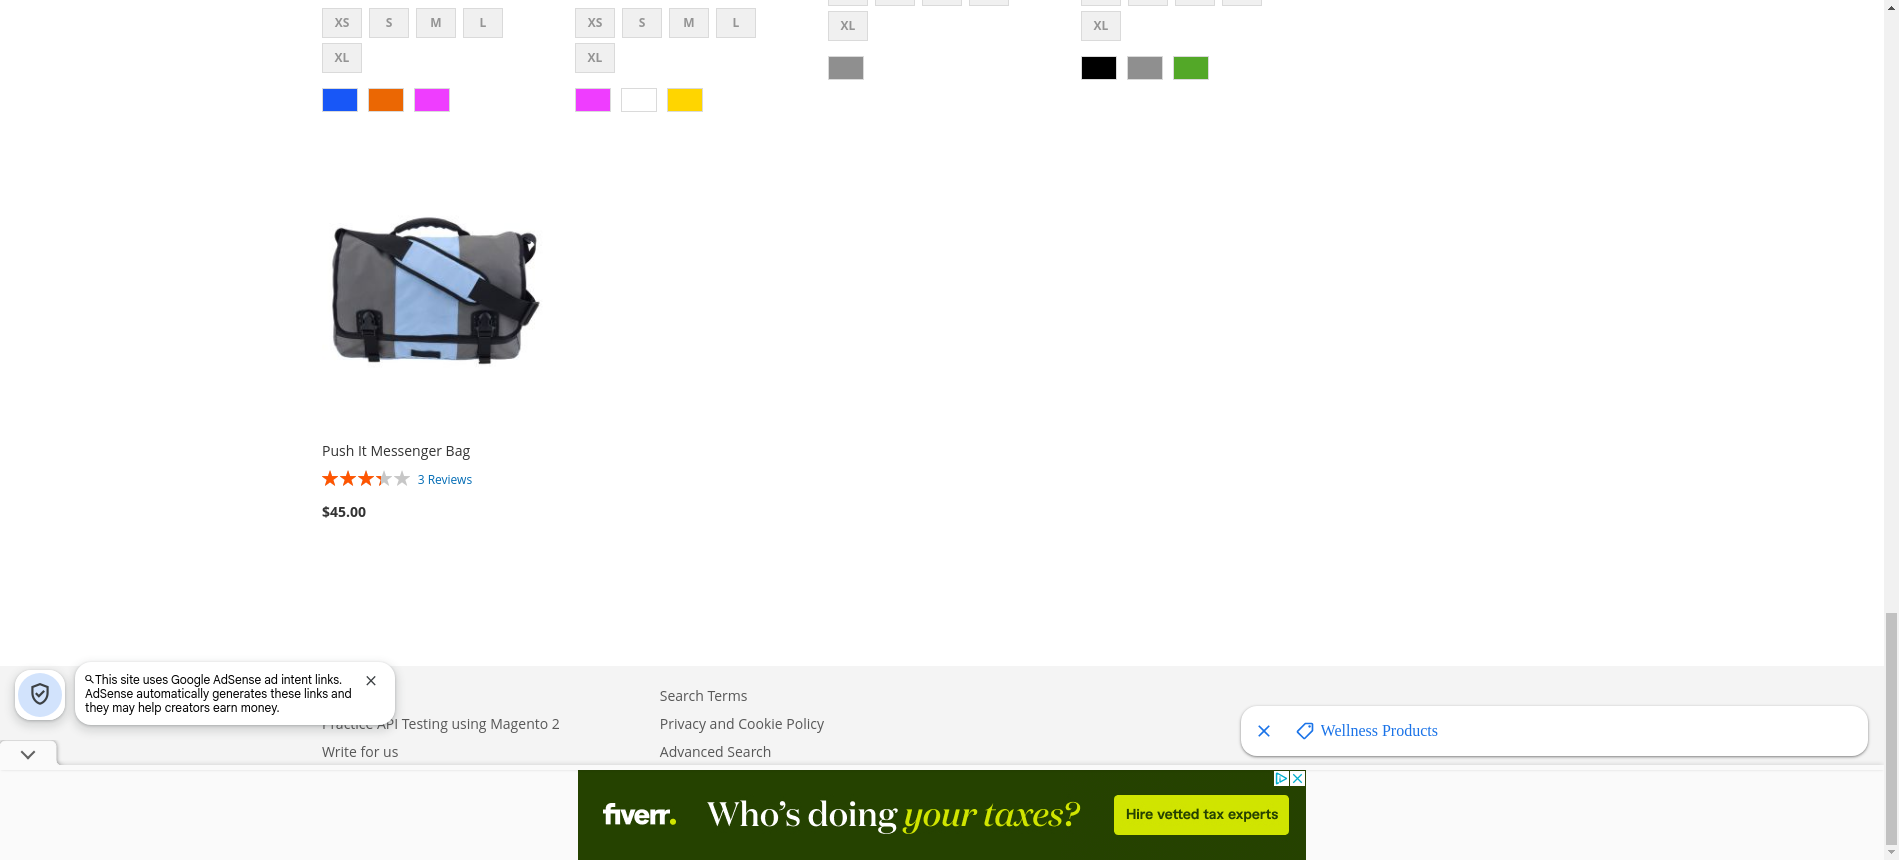 XS S M L
XS S M L
XL
XL
XL
XL
Push It Messenger Bag
3 Reviews
$45.00
This site uses Google AdSense ad intent links.
AdSense automatically generates these links and
they may help creators earn money.
Search Terms
Practice API Testing using Magento 2
Privacy and Cookie Policy
Write for us
Advanced Search
Wellness Products
fiverr. Who's doing your taxes? Hire vetted tax experts